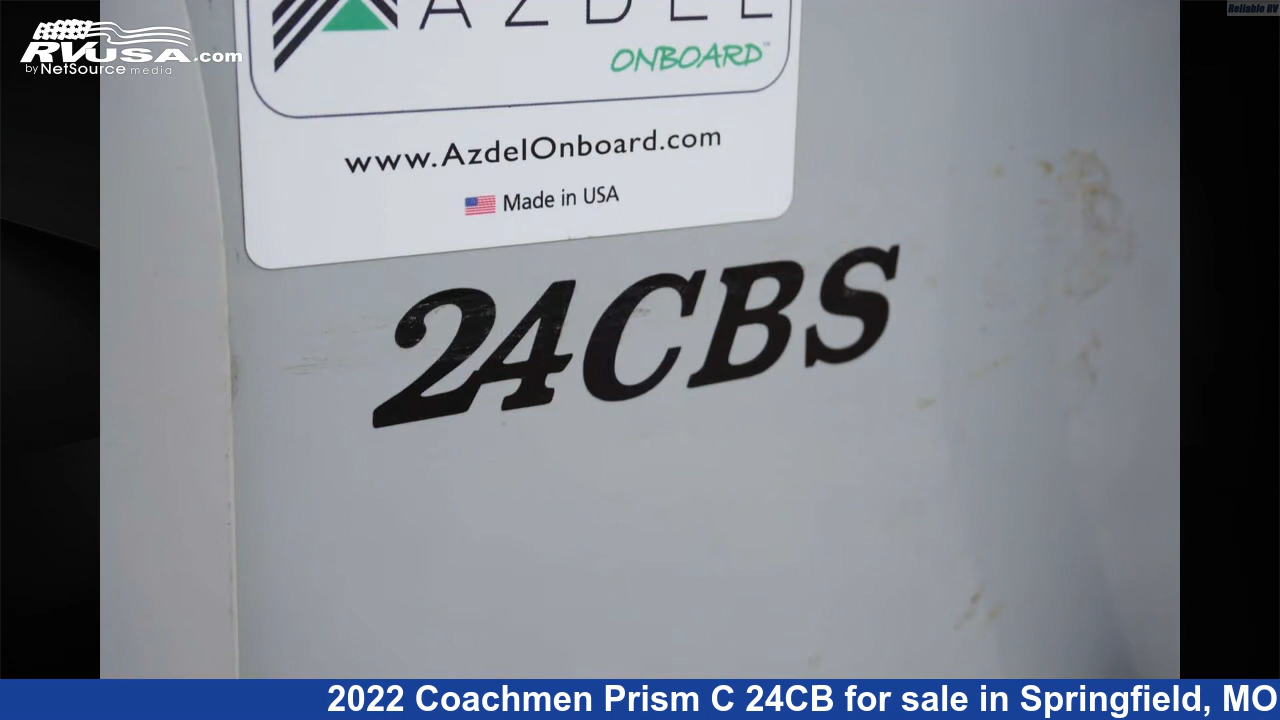 Reliable RV
RVUSA.com
by NetSource media
AZDEL
ONBOARD™
www.AzdelOnboard.com
Made in USA
24CBS
2022 Coachmen Prism C 24CB for sale in Springfield, MO